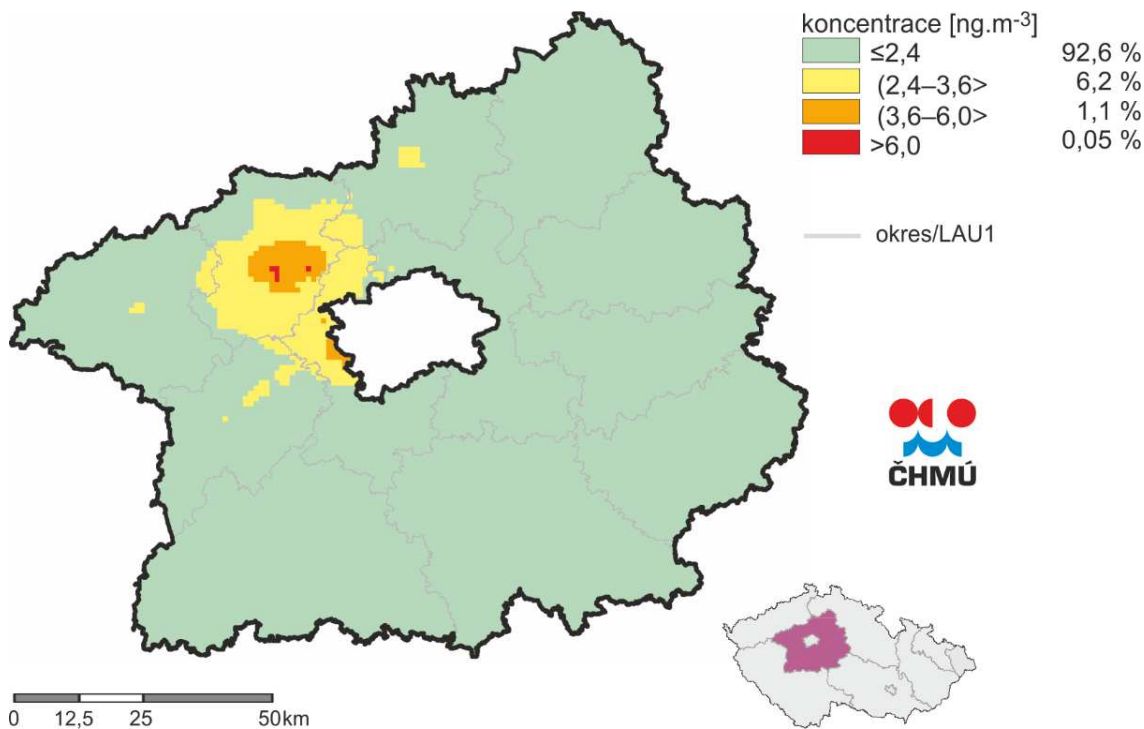 koncentrace [ng.m-3]
≤2,4 92,6 %
(2,4–3,6> 6,2 %
(3,6–6,0> 1,1 %
>6,0 0,05 %
okres/LAU1
ČHMÚ
0 12,5 25 50km